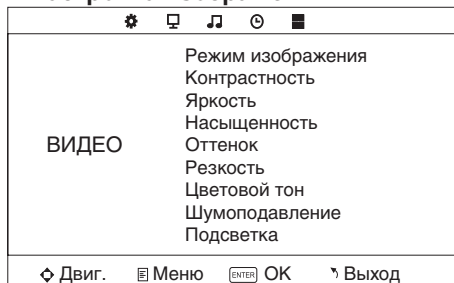 Режим изображения
Контрастность
Яркость
Насыщенность
ВИДЕО
Оттенок
Резкость
Цветовой тон
Шумоподавление
Подсветка
Двиг. Меню ENTER OK Выход